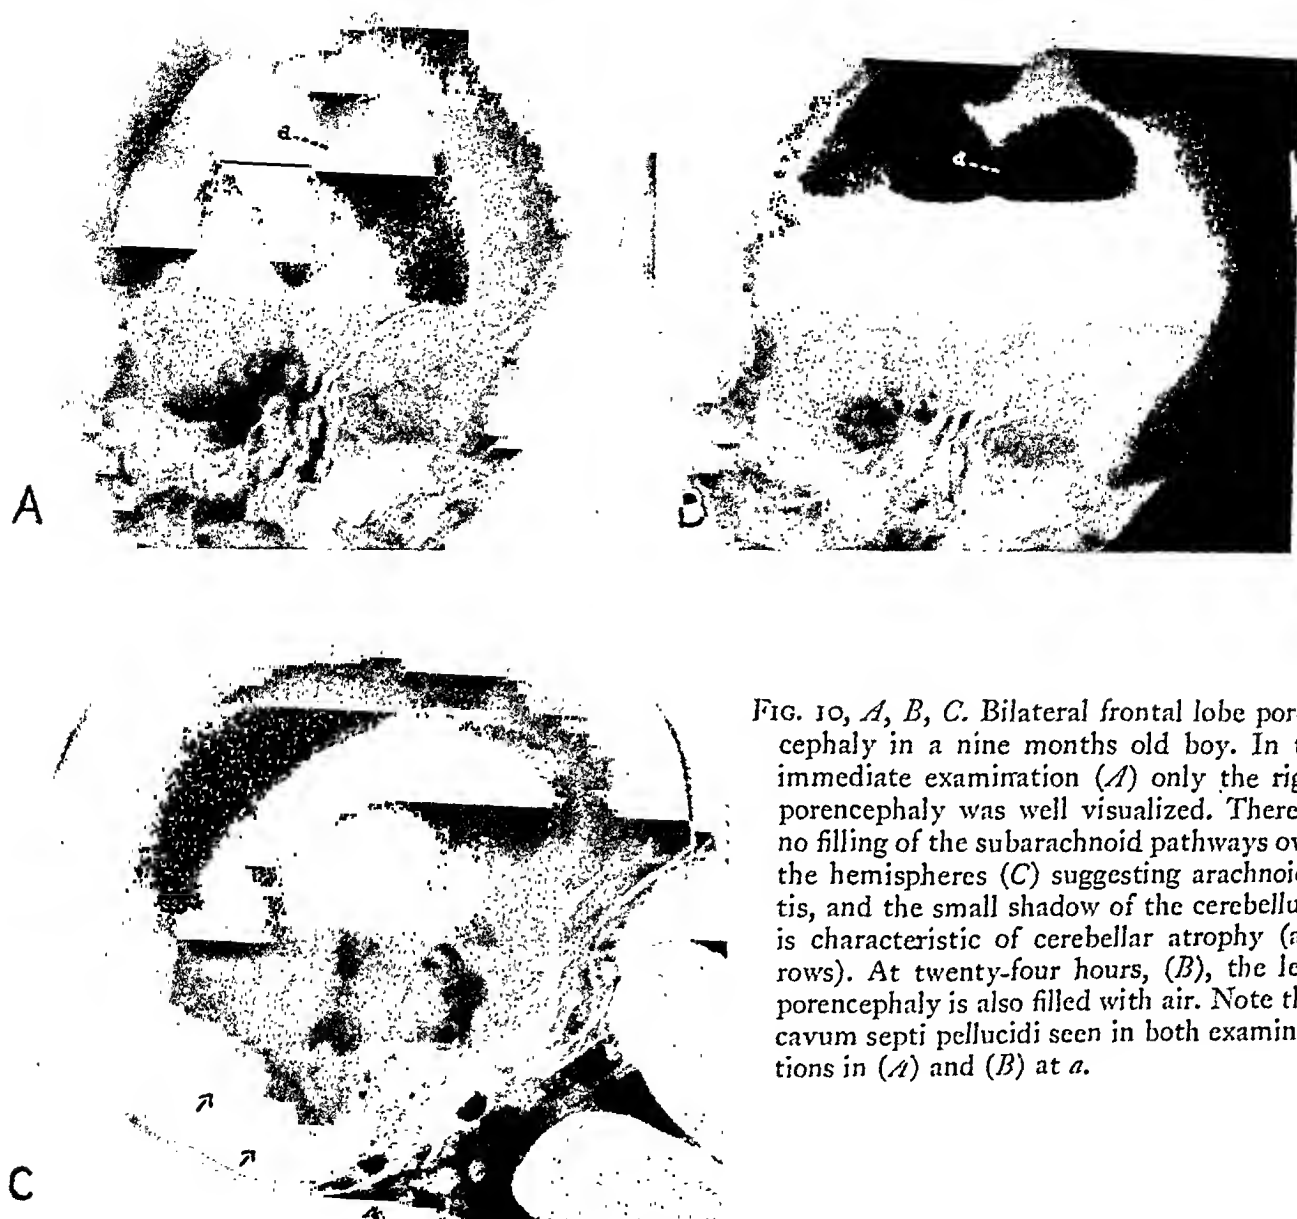 a
a
A
B
FIG. 10, A, B, C. Bilateral frontal lobe poren-
cephaly in a nine months old boy. In t
immediate examination (A) only the rig
porencephaly was well visualized. There
no filling of the subarachnoid pathways ov
the hemispheres (C) suggesting arachnoid
tis, and the small shadow of the cerebellu
is characteristic of cerebellar atrophy (a
rows). At twenty-four hours, (B), the le
porencephaly is also filled with air. Note th
cavum septi pellucidi seen in both examin
tions in (A) and (B) at a.
C